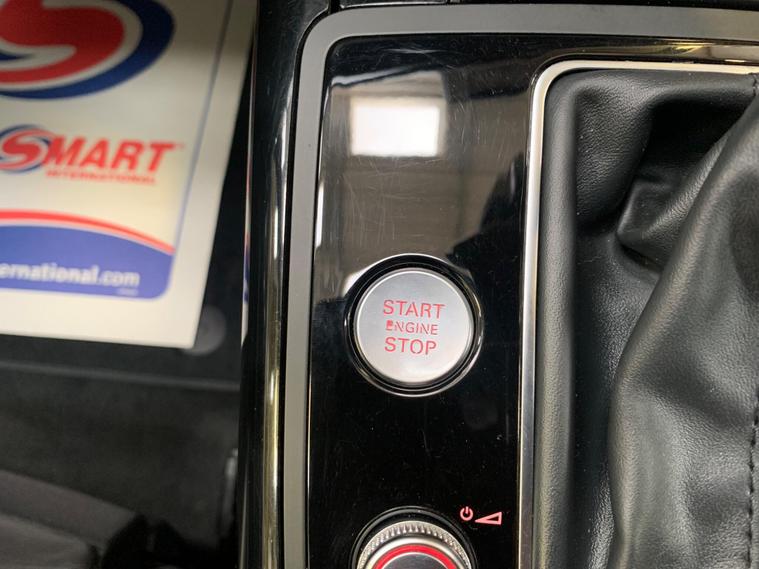 SMART
INTERNATIONAL
ernational.com
START
ENGINE
STOP